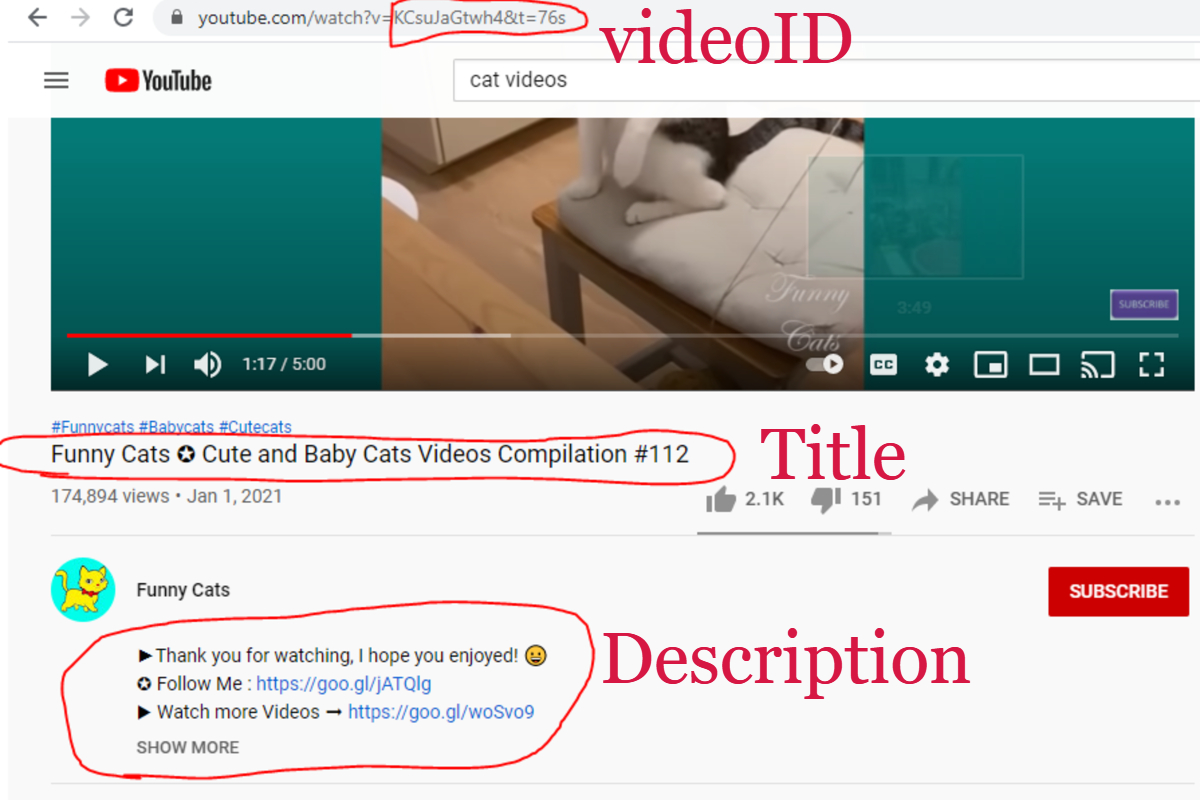 youtube.com/watch?v=KCsuJaGtwh4&t=76s
videoID
YouTube
cat videos
Funny
Cats
3:49
SUBSCRIBE
1:17 / 5:00
CC
#Funnycats #Babycats #Cutecats
Funny Cats ✪ Cute and Baby Cats Videos Compilation #112
Title
174,894 views • Jan 1, 2021
2.1K 151 SHARE SAVE ...
Funny Cats
SUBSCRIBE
►Thank you for watching, I hope you enjoyed! 😀
Description
✪ Follow Me : https://goo.gl/jATQlg
► Watch more Videos ➞ https://goo.gl/woSvo9
SHOW MORE